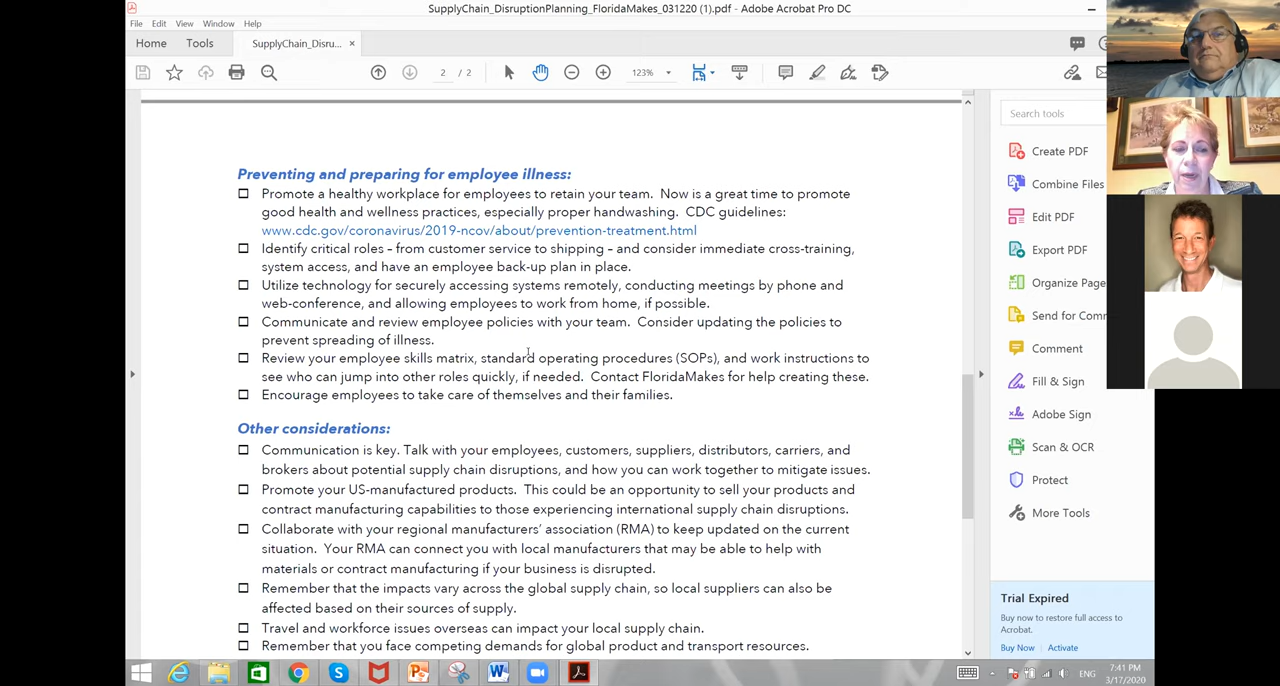 SupplyChain_DisruptionPlanning_FloridaMakes_031220 (1).pdf - Adobe Acrobat Pro DC
File Edit View Window Help
Home Tools SupplyChain_Disru... ×
2 / 2 123%
Search tools
Preventing and preparing for employee illness:
Promote a healthy workplace for employees to retain your team. Now is a great time to promote
good health and wellness practices, especially proper handwashing. CDC guidelines:
www.cdc.gov/coronavirus/2019-ncov/about/prevention-treatment.html
Identify critical roles – from customer service to shipping – and consider immediate cross-training,
system access, and have an employee back-up plan in place.
Utilize technology for securely accessing systems remotely, conducting meetings by phone and
web-conference, and allowing employees to work from home, if possible.
Communicate and review employee policies with your team. Consider updating the policies to
prevent spreading of illness.
Review your employee skills matrix, standard operating procedures (SOPs), and work instructions to
see who can jump into other roles quickly, if needed. Contact FloridaMakes for help creating these.
Encourage employees to take care of themselves and their families.
Other considerations:
Communication is key. Talk with your employees, customers, suppliers, distributors, carriers, and
brokers about potential supply chain disruptions, and how you can work together to mitigate issues.
Promote your US-manufactured products. This could be an opportunity to sell your products and
contract manufacturing capabilities to those experiencing international supply chain disruptions.
Collaborate with your regional manufacturers’ association (RMA) to keep updated on the current
situation. Your RMA can connect you with local manufacturers that may be able to help with
materials or contract manufacturing if your business is disrupted.
Remember that the impacts vary across the global supply chain, so local suppliers can also be
affected based on their sources of supply.
Travel and workforce issues overseas can impact your local supply chain.
Remember that you face competing demands for global product and transport resources.
Create PDF
Combine Files
Edit PDF
Export PDF
Organize Page
Send for Comm
Comment
Fill & Sign
Adobe Sign
Scan & OCR
Protect
More Tools
Trial Expired
Buy now to restore full access to
Acrobat.
Buy Now Activate
ENG
7:41 PM
3/17/2020